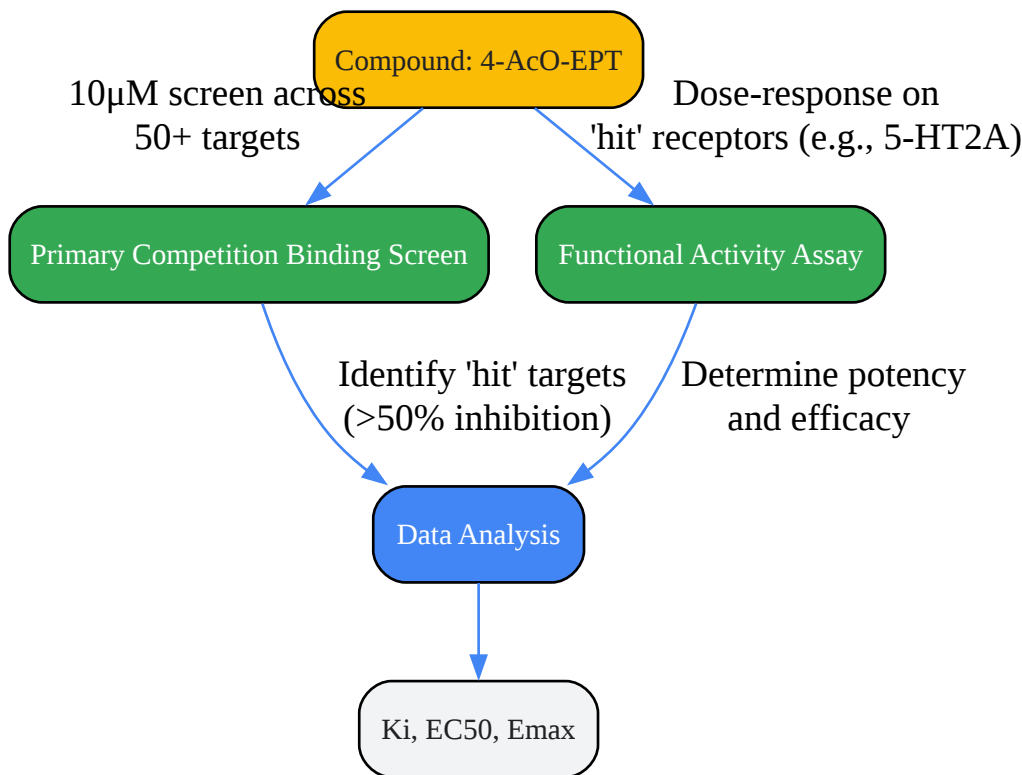 Compound: 4-AcO-EPT
10μM screen across
50+ targets
Dose-response on
'hit' receptors (e.g., 5-HT2A)
Primary Competition Binding Screen
Functional Activity Assay
Identify 'hit' targets
(>50% inhibition)
Determine potency
and efficacy
Data Analysis
Ki, EC50, Emax